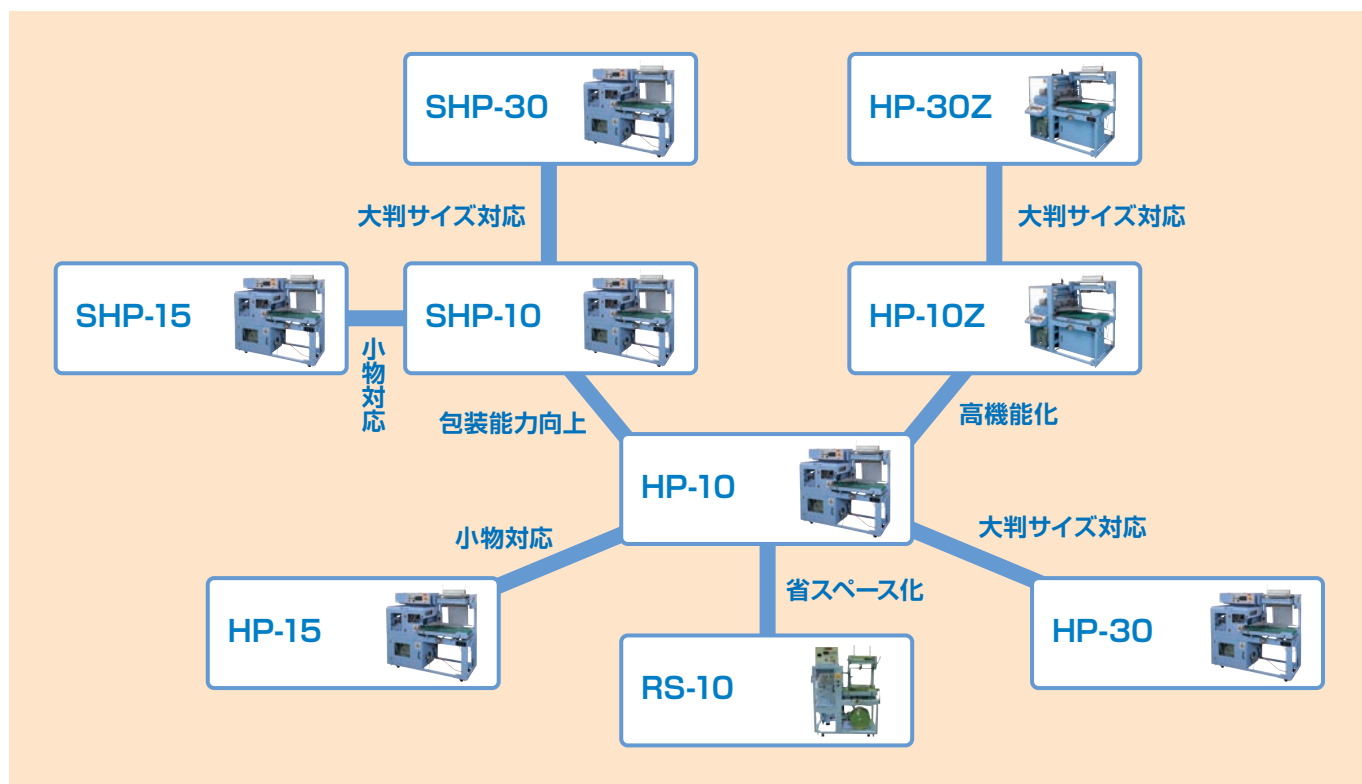 SHP-30
HP-30Z
大判サイズ対応
大判サイズ対応
SHP-15
SHP-10
HP-10Z
小物対応
包装能力向上
高機能化
HP-10
小物対応
大判サイズ対応
省スペース化
HP-15
RS-10
HP-30